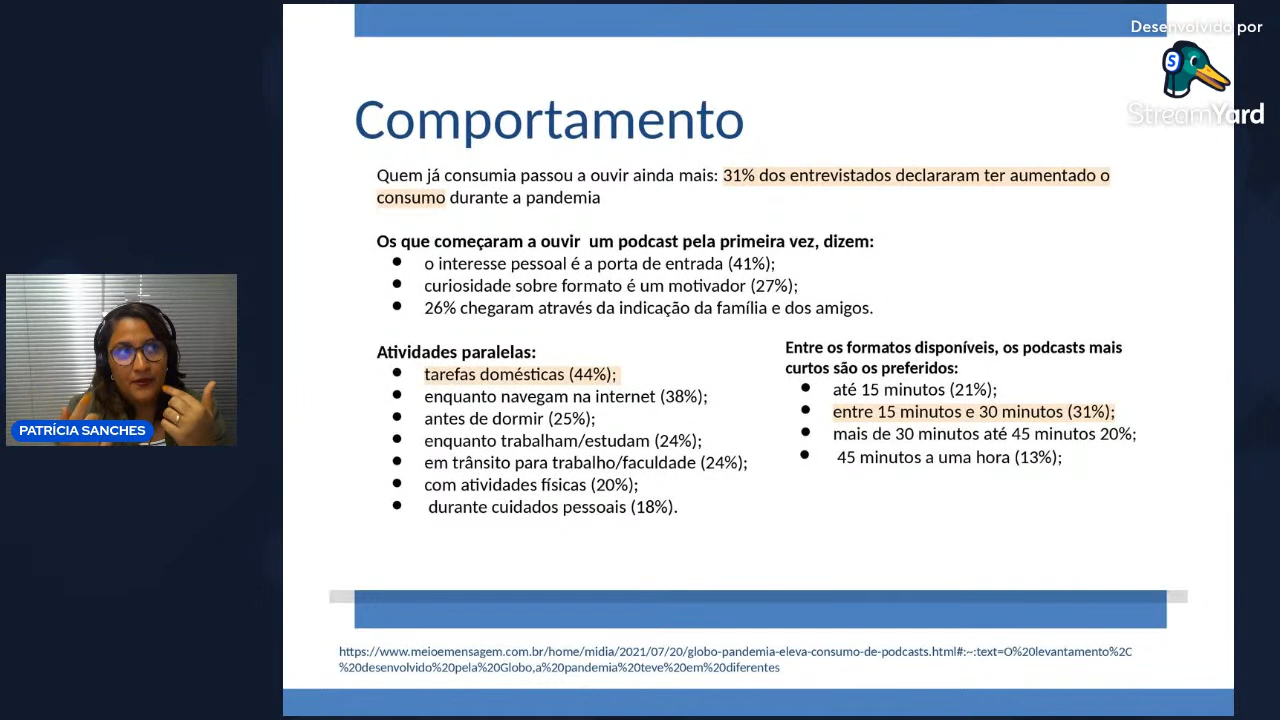 Desenvolvido por
S
StreamYard
Comportamento
Quem já consumia passou a ouvir ainda mais: 31% dos entrevistados declararam ter aumentado o
consumo durante a pandemia
Os que começaram a ouvir um podcast pela primeira vez, dizem:
● o interesse pessoal é a porta de entrada (41%);
● curiosidade sobre formato é um motivador (27%);
● 26% chegaram através da indicação da família e dos amigos.
Atividades paralelas:
● tarefas domésticas (44%);
● enquanto navegam na internet (38%);
● antes de dormir (25%);
● enquanto trabalham/estudam (24%);
● em trânsito para trabalho/faculdade (24%);
● com atividades físicas (20%);
● durante cuidados pessoais (18%).
Entre os formatos disponíveis, os podcasts mais
curtos são os preferidos:
● até 15 minutos (21%);
● entre 15 minutos e 30 minutos (31%);
● mais de 30 minutos até 45 minutos 20%;
● 45 minutos a uma hora (13%);
PATRÍCIA SANCHES
https://www.meioemensagem.com.br/home/midia/2021/07/20/globo-pandemia-eleva-consumo-de-podcasts.html#:~:text=O%20levantamento%2C
%20desenvolvido%20pela%20Globo,a%20pandemia%20teve%20em%20diferentes